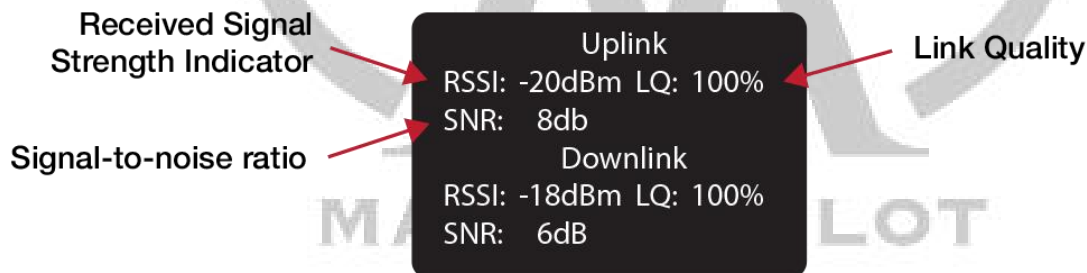 Received Signal
Strength Indicator
Signal-to-noise ratio
Uplink
RSSI: -20dBm LQ: 100%
SNR: 8db
Downlink
RSSI: -18dBm LQ: 100%
SNR: 6dB
Link Quality